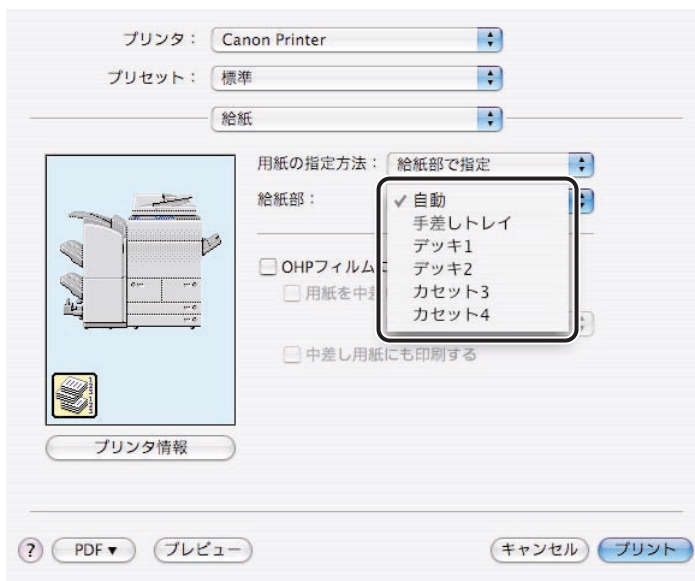 プリンタ： Canon Printer
プリセット： 標準
給紙
用紙の指定方法： 給紙部で指定
給紙部：
✓ 自動
手差しトレイ
デッキ1
デッキ2
カセット3
カセット4
OHPフィルム
用紙を中
中差し用紙にも印刷する
プリンタ情報
? PDF▼ プレビュー キャンセル プリント